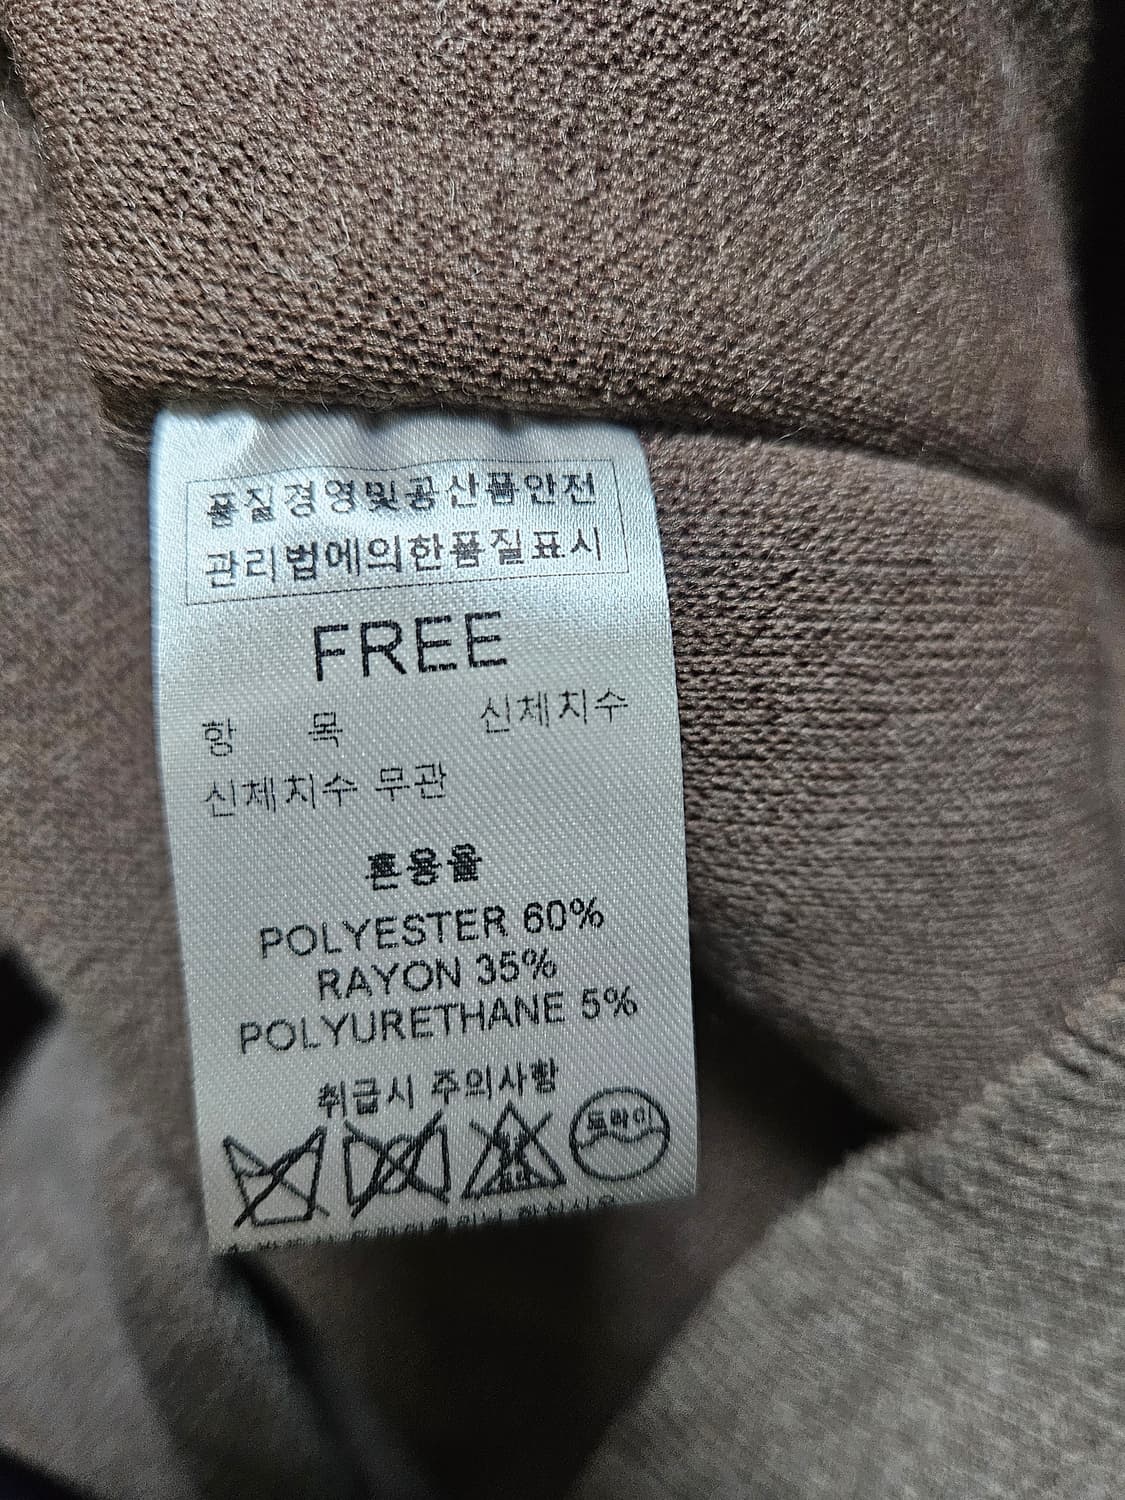 품질경영및공산품안전
관리법에의한품질표시
FREE
항 목 신체치수
신체치수 무관
혼용율
POLYESTER 60%
RAYON 35%
POLYURETHANE 5%
취급시 주의사항
드라이